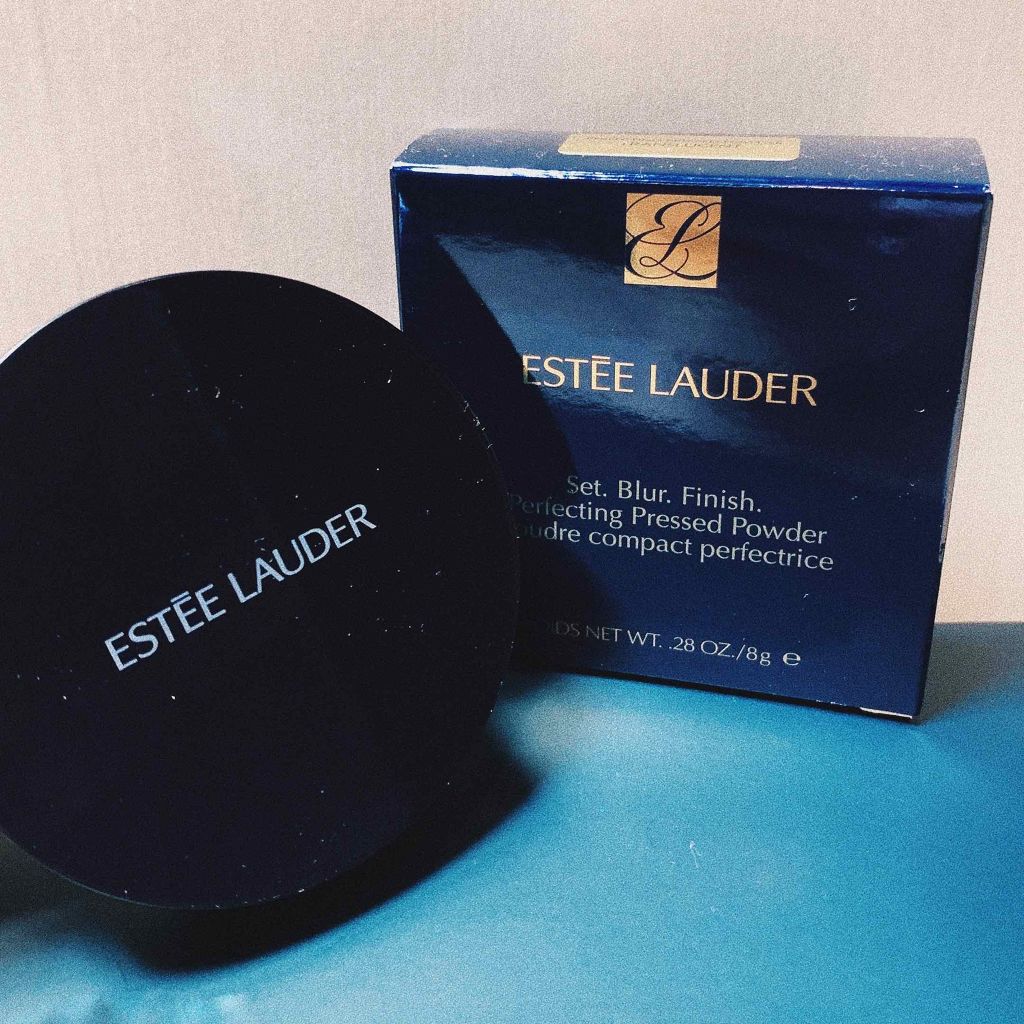 ESTĒE LAUDER
Set. Blur. Finish.
Perfecting Pressed Powder
compact perfectrice
NET WT. .28 OZ./8g ℮
ESTĒE LAUDER